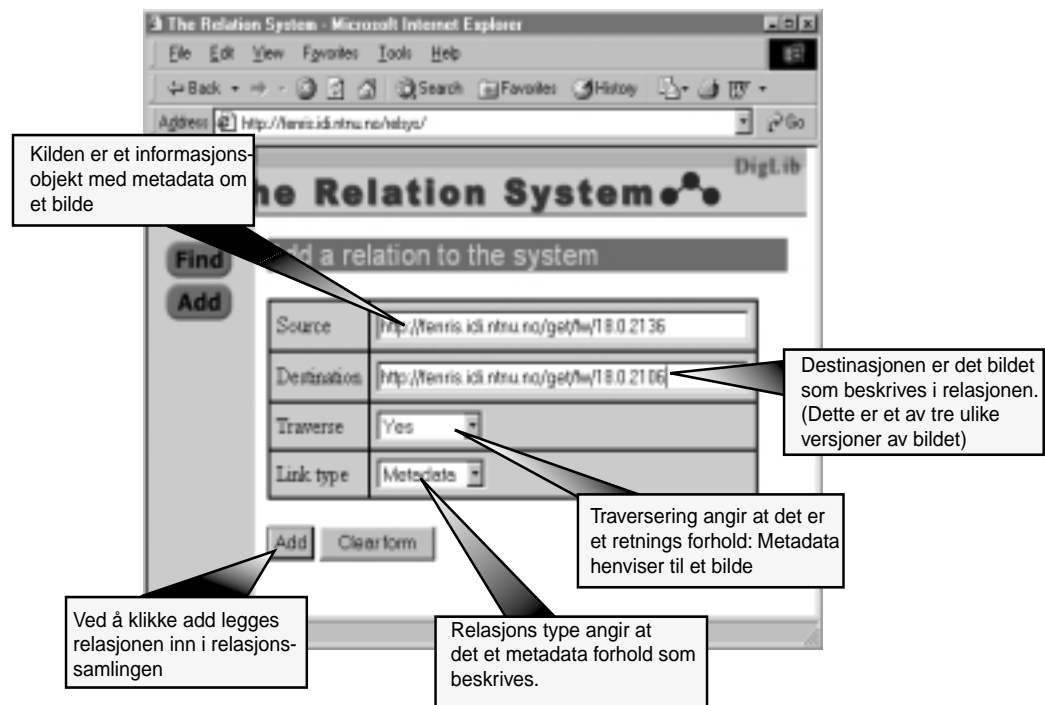 The Relation System - Microsoft Internet Explorer
File Edit View Favorites Tools Help
Back Search Favorites History
Address http://fenris.idi.ntnu.no/relsys/ Go
Kilden er et informasjons-
objekt med metadata om
et bilde
DigLib
he Relation System
Find
dd a relation to the system
Add
Source http://fenris.idi.ntnu.no/get/fw/18.0.2136
Destination http://fenris.idi.ntnu.no/get/fw/18.0.2106
Destinasjonen er det bildet
som beskrives i relasjonen.
(Dette er et av tre ulike
versjoner av bildet)
Traverse Yes
Link type Metadata
Traversering angir at det er
et retnings forhold: Metadata
henviser til et bilde
Add Clear form
Ved å klikke add legges
relasjonen inn i relasjons-
samlingen
Relasjons type angir at
det et metadata forhold som
beskrives.